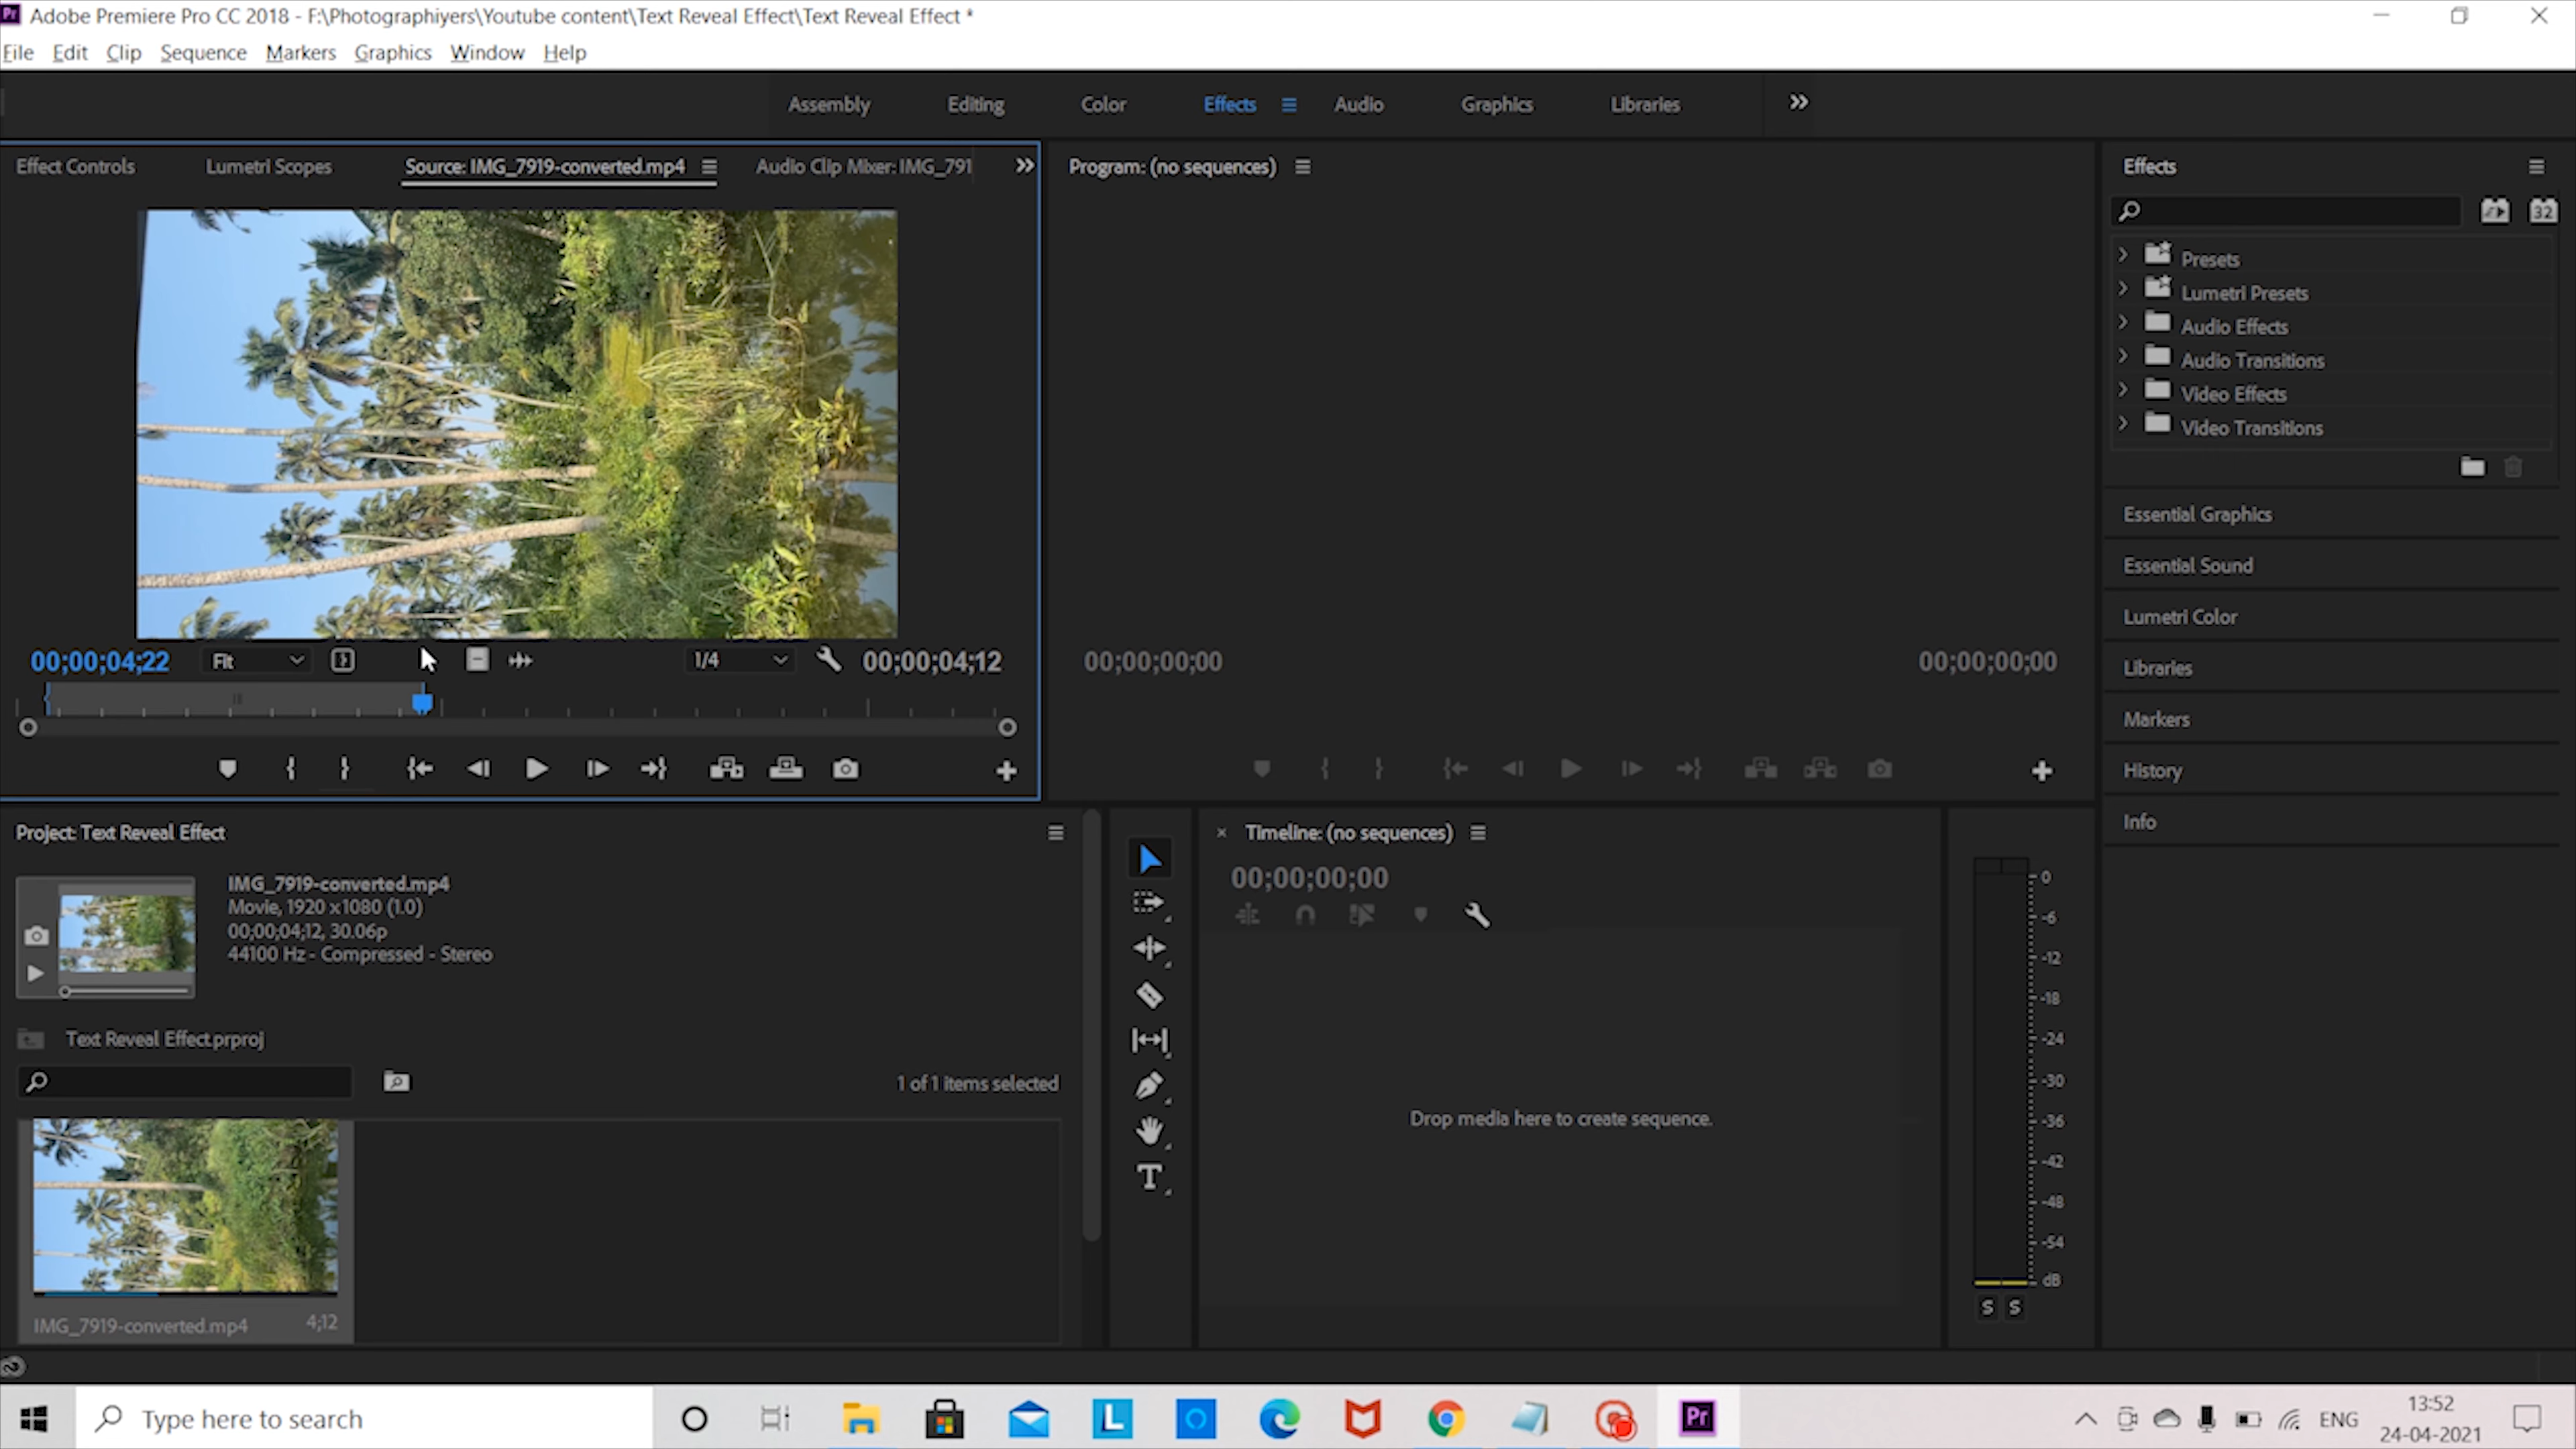 Adobe Premiere Pro CC 2018 - F:\Photographiyers\Youtube content\Text Reveal Effect\Text Reveal Effect *
File Edit Clip Sequence Markers Graphics Window Help
Assembly Editing Color Effects Audio Graphics Libraries
Effect Controls Lumetri Scopes Source: IMG_7919-converted.mp4 Audio Clip Mixer: IMG_791
Program: (no sequences)
Effects
32
Presets
Lumetri Presets
Audio Effects
Audio Transitions
Video Effects
Video Transitions
Essential Graphics
Essential Sound
Lumetri Color
Libraries
Markers
History
Info
00;00;04;22 Fit 1/4 00;00;04;12
00;00;00;00 00;00;00;00
Project: Text Reveal Effect
IMG_7919-converted.mp4
Movie, 1920 x 1080 (1.0)
00;00;04;12, 30.06p
44100 Hz - Compressed - Stereo
Text Reveal Effect.prproj
1 of 1 items selected
IMG_7919-converted.mp4 4;12
Timeline: (no sequences)
00;00;00;00
Drop media here to create sequence.
0
-6
-12
-18
-24
-30
-36
-42
-48
-54
dB
S S
Type here to search
Pr
ENG
13:52
24-04-2021